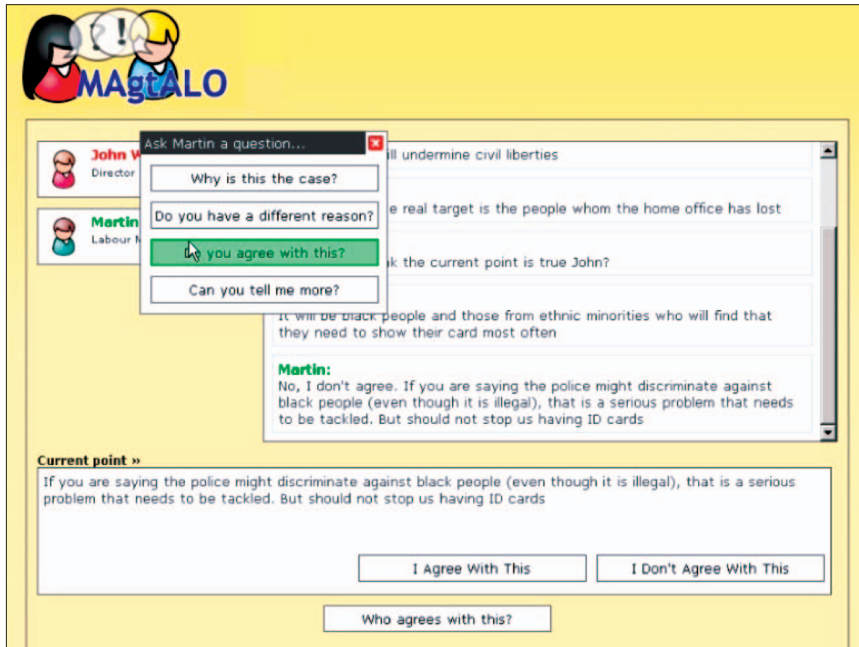 ?!
MAgtALO
John W
Director
Martin
Labour M
Ask Martin a question...
Why is this the case?
Do you have a different reason?
you agree with this?
Can you tell me more?
ill undermine civil liberties
e real target is the people whom the home office has lost
k the current point is true John?
It will be black people and those from ethnic minorities who will find that
they need to show their card most often
Martin:
No, I don't agree. If you are saying the police might discriminate against
black people (even though it is illegal), that is a serious problem that needs
to be tackled. But should not stop us having ID cards
Current point »
If you are saying the police might discriminate against black people (even though it is illegal), that is a serious
problem that needs to be tackled. But should not stop us having ID cards
I Agree With This
I Don't Agree With This
Who agrees with this?